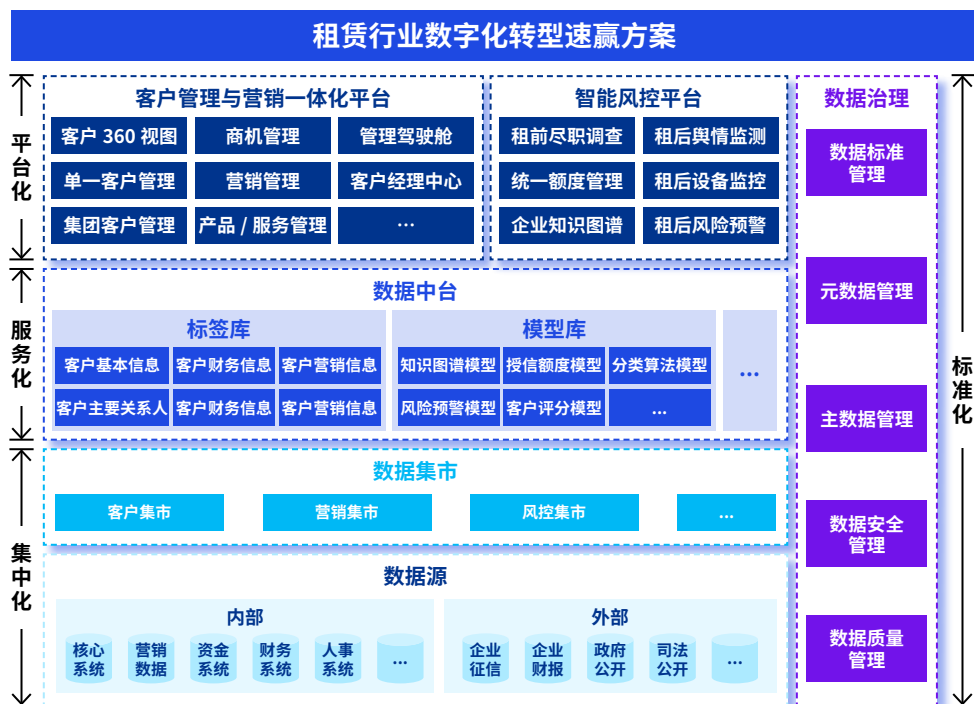 租赁行业数字化转型速赢方案
平台化
客户管理与营销一体化平台
客户 360 视图
商机管理
管理驾驶舱
单一客户管理
营销管理
客户经理中心
集团客户管理
产品 / 服务管理
...
智能风控平台
租前尽职调查
租后舆情监测
统一额度管理
租后设备监控
企业知识图谱
租后风险预警
服务化
数据中台
标签库
客户基本信息
客户财务信息
客户营销信息
客户主要关系人
客户财务信息
客户营销信息
模型库
知识图谱模型
授信额度模型
分类算法模型
风险预警模型
客户评分模型
...
...
集中化
数据集市
客户集市
营销集市
风控集市
...
数据源
内部
核心
系统
营销
数据
资金
系统
财务
系统
人事
系统
...
外部
企业
征信
企业
财报
政府
公开
司法
公开
...
数据治理
数据标准
管理
元数据管理
主数据管理
数据安全
管理
数据质量
管理
标准化